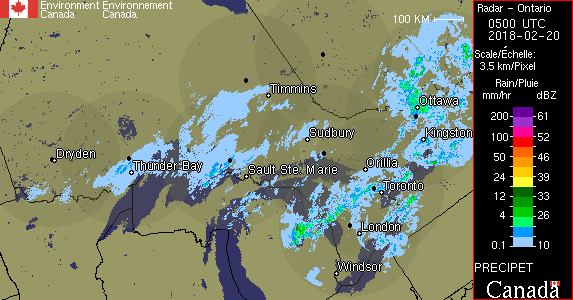 Environment Environnement
Canada Canada
100 KM
Timmins
Ottawa
Sudbury
Kingston
Dryden
Thunder Bay
Sault Ste. Marie
Orillia
Toronto
London
Windsor
Radar - Ontario
0500 UTC
2018-02-20
Scale/Échelle:
3.5 km/Pixel
Rain/Pluie
mm/hr dBZ
200 61
100 52
50 46
24 39
12 33
4 26
0.1 10
PRECIPET
Canada